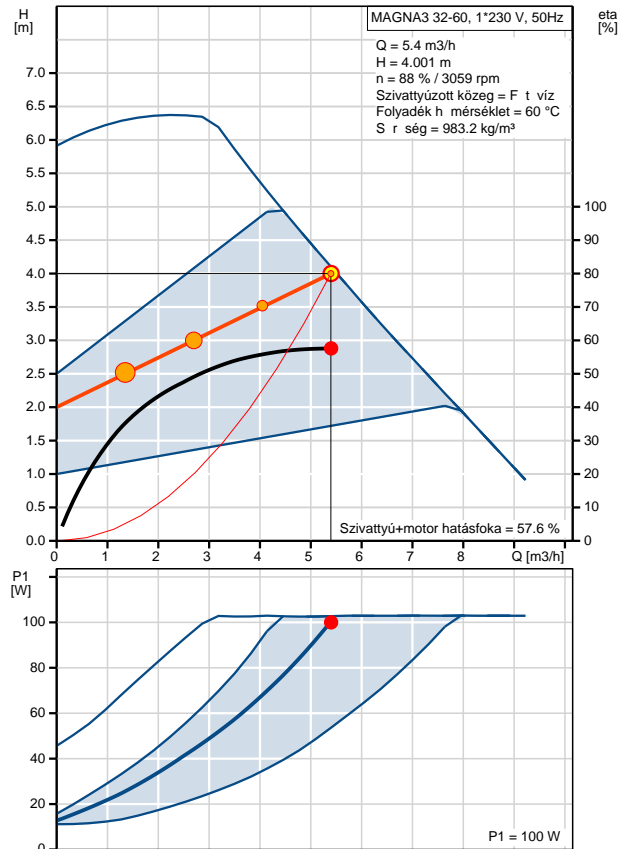 H
[m]
MAGNA3 32-60, 1*230 V, 50Hz
eta
[%]
Q = 5.4 m3/h
H = 4.001 m
n = 88 % / 3059 rpm
Szivattyúzott közeg = F t víz
Folyadék h mérséklet = 60 °C
S r ség = 983.2 kg/m³
7.0
6.5
6.0
5.5
5.0
4.5
4.0
3.5
3.0
2.5
2.0
1.5
1.0
0.5
0.0
100
90
80
70
60
50
40
30
20
10
0
Szivattyú+motor hatásfoka = 57.6 %
0 1 2 3 4 5 6 7 8 Q [m3/h]
P1
[W]
100
80
60
40
20
0
P1 = 100 W